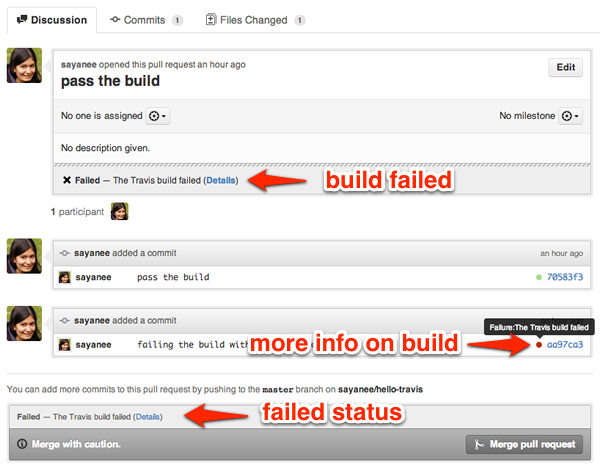 Discussion Commits 1 Files Changed 1
sayanee opened this pull request an hour ago
pass the build
Edit
No one is assigned
No milestone
No description given.
Failed — The Travis build failed (Details)
build failed
1 participant
sayanee added a commit
an hour ago
sayanee pass the build 70583f3
sayanee added a commit
an hour ago
Failure:The Travis build failed
sayanee failing the build with
aa97ca3
more info on build
You can add more commits to this pull request by pushing to the master branch on sayanee/hello-travis
Failed — The Travis build failed (Details)
failed status
Merge with caution.
Merge pull request